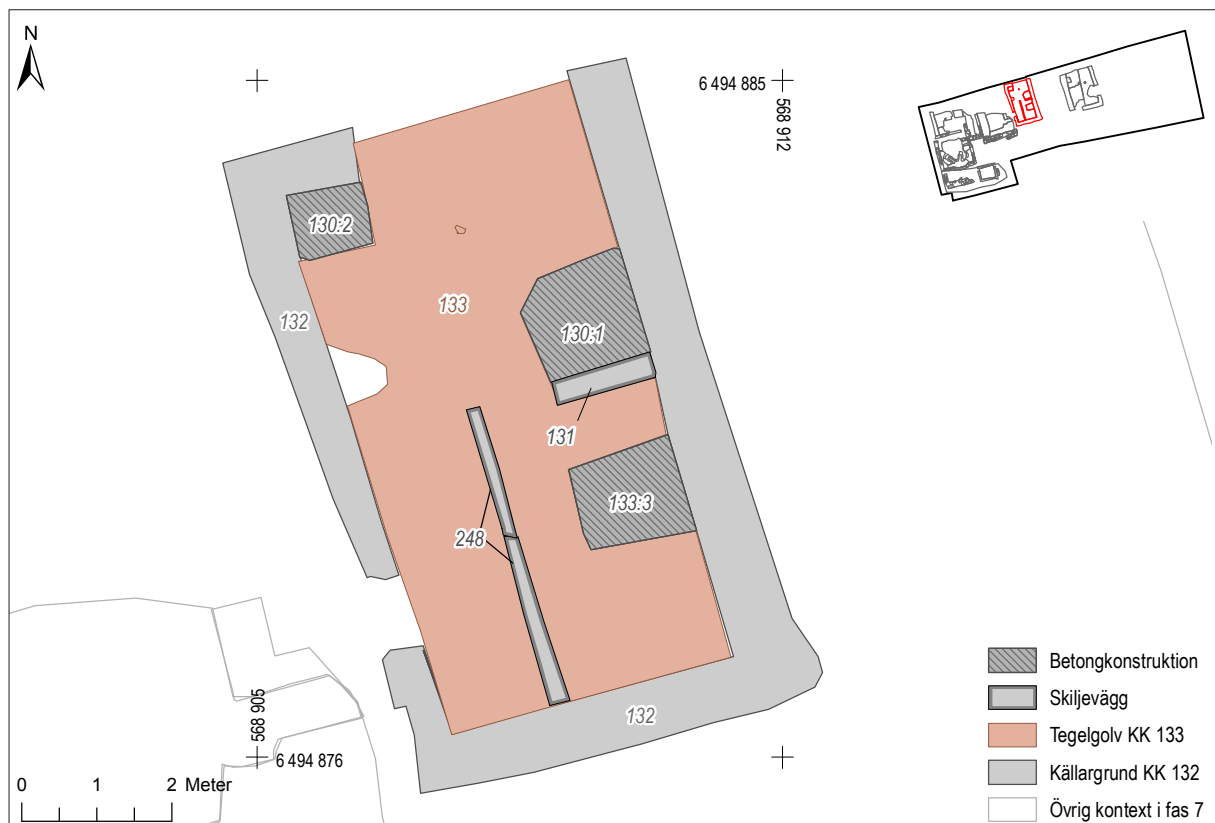 N
6 494 885
568 912
130:2
133
132
130:1
131
133:3
248
132
568 905
6 494 876
0 1 2 Meter
Betongkonstruktion
Skiljevägg
Tegelgolv KK 133
Källargrund KK 132
Övrig kontext i fas 7